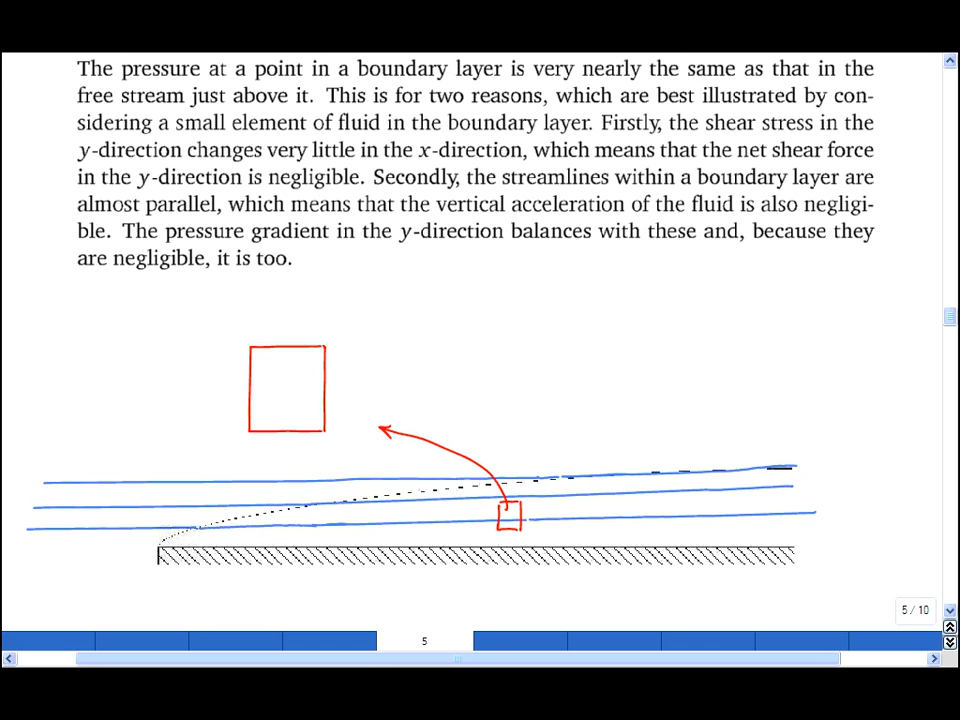 The pressure at a point in a boundary layer is very nearly the same as that in the
free stream just above it. This is for two reasons, which are best illustrated by con-
sidering a small element of fluid in the boundary layer. Firstly, the shear stress in the
y-direction changes very little in the x-direction, which means that the net shear force
in the y-direction is negligible. Secondly, the streamlines within a boundary layer are
almost parallel, which means that the vertical acceleration of the fluid is also negligi-
ble. The pressure gradient in the y-direction balances with these and, because they
are negligible, it is too.
5 / 10
5